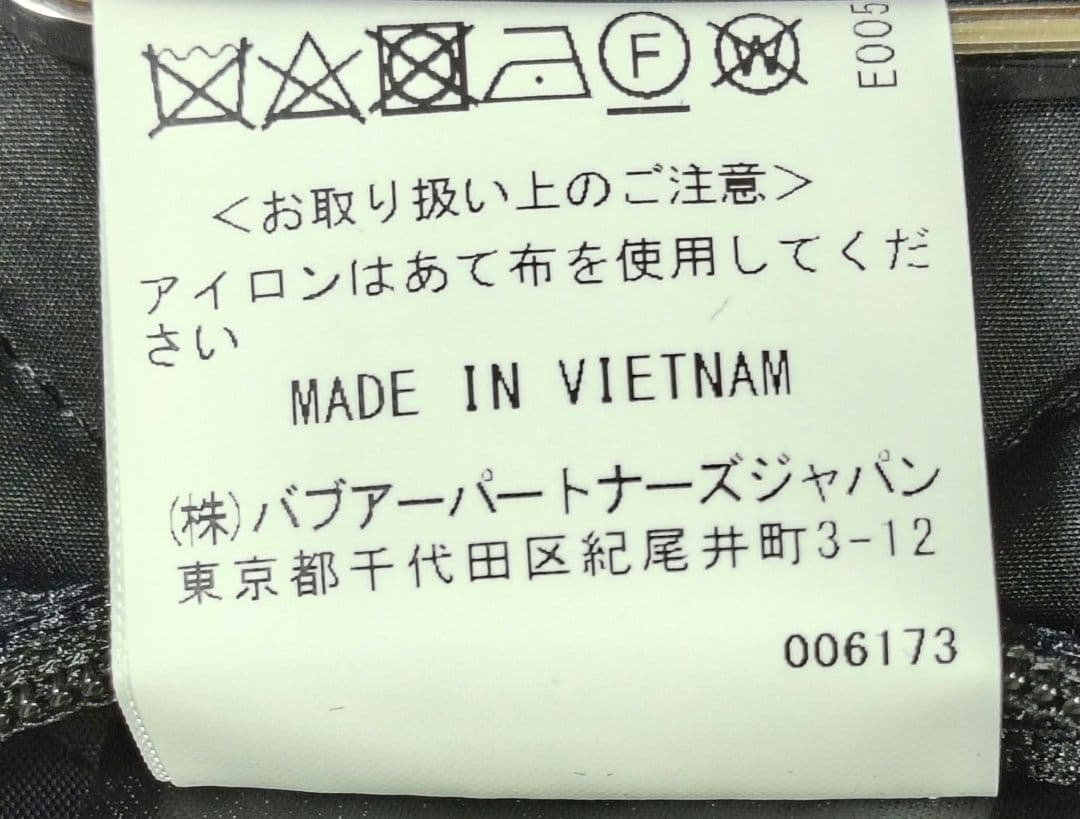 F
W
E005
<お取り扱い上のご注意>
アイロンはあて布を使用してくだ
さい
MADE IN VIETNAM
(株)バブアーパートナーズジャパン
東京都千代田区紀尾井町3-12
006173